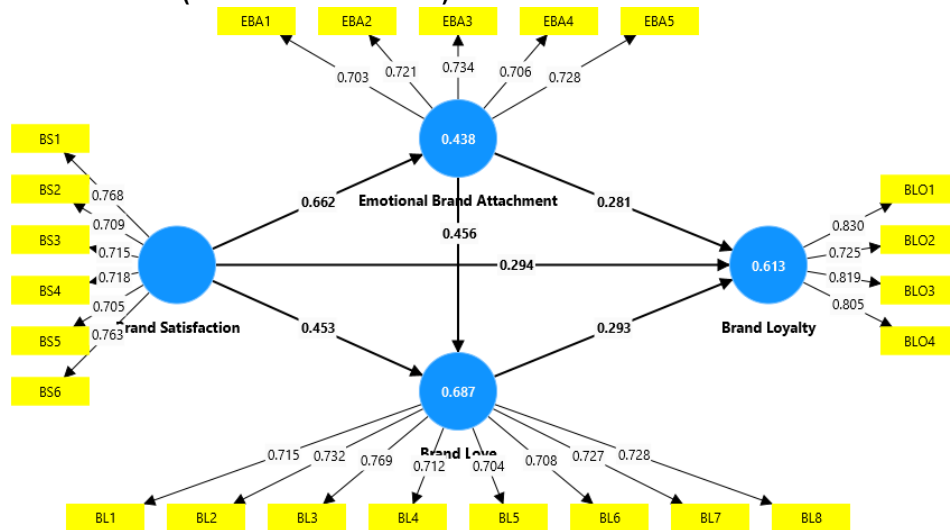 EBA1 EBA2 EBA3 EBA4 EBA5
0.703 0.721 0.734 0.706 0.728
BS1
BS2
BS3
BS4
BS5
BS6
0.768
0.709
0.715
0.718
0.705
0.763
rand Satisfaction
0.438
Emotional Brand Attachment
0.662
0.456
0.281
0.294
0.453
0.293
0.613
Brand Loyalty
BLO1
BLO2
BLO3
BLO4
0.830
0.725
0.819
0.805
0.687
Brand Love
0.715 0.732 0.769 0.712 0.704 0.708 0.727 0.728
BL1 BL2 BL3 BL4 BL5 BL6 BL7 BL8